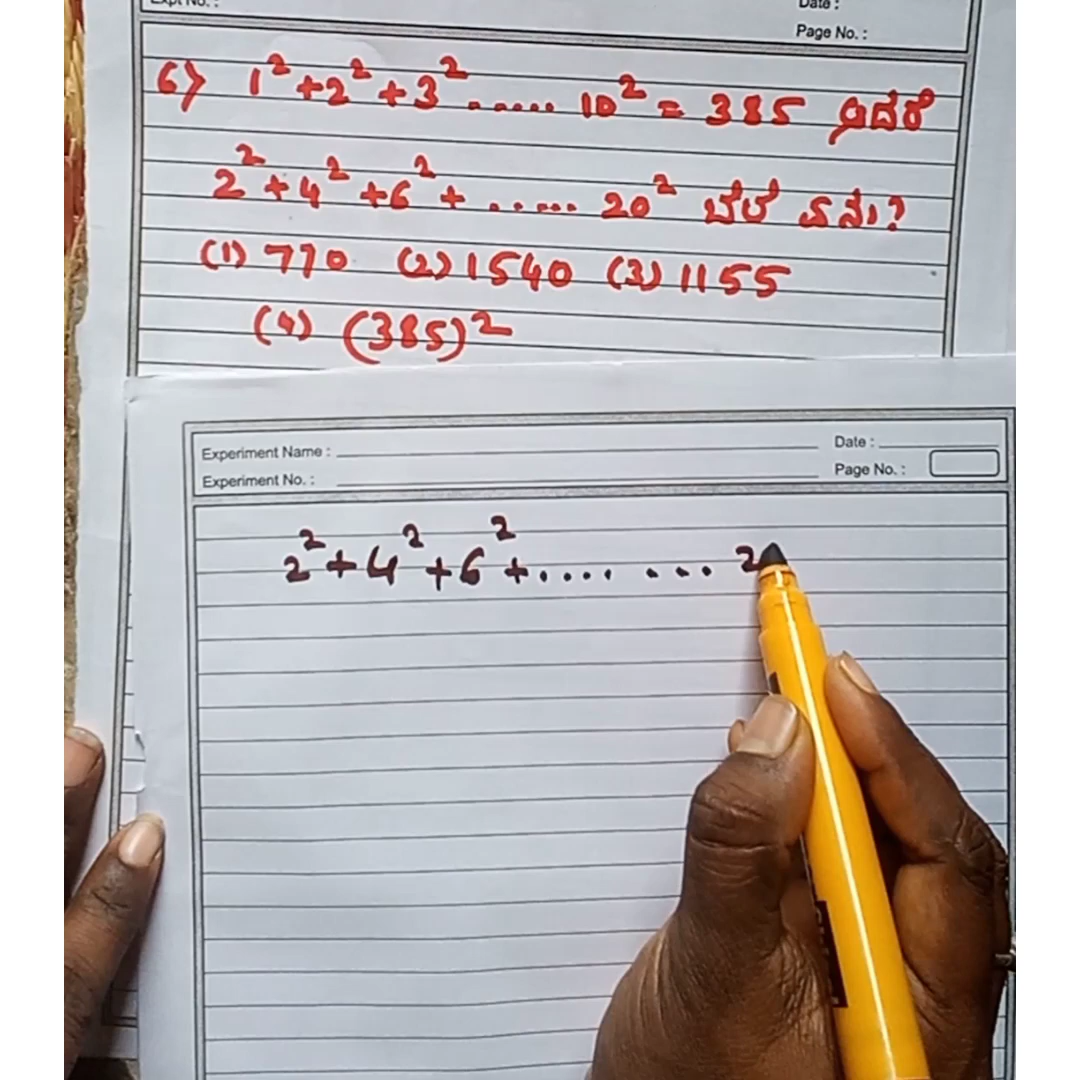 Expt No. :
Date :
Page No. :
6) 1² + 2² + 3² ..... 10² = 385 ಆದರೆ
2² + 4² + 6² + ..... 20² ಬೆಲೆ ಏನು?
(1) 770 (2) 1540 (3) 1155
(4) (385)²
Experiment Name :
Date :
Experiment No. :
Page No. :
2² + 4² + 6² + .... ... 2